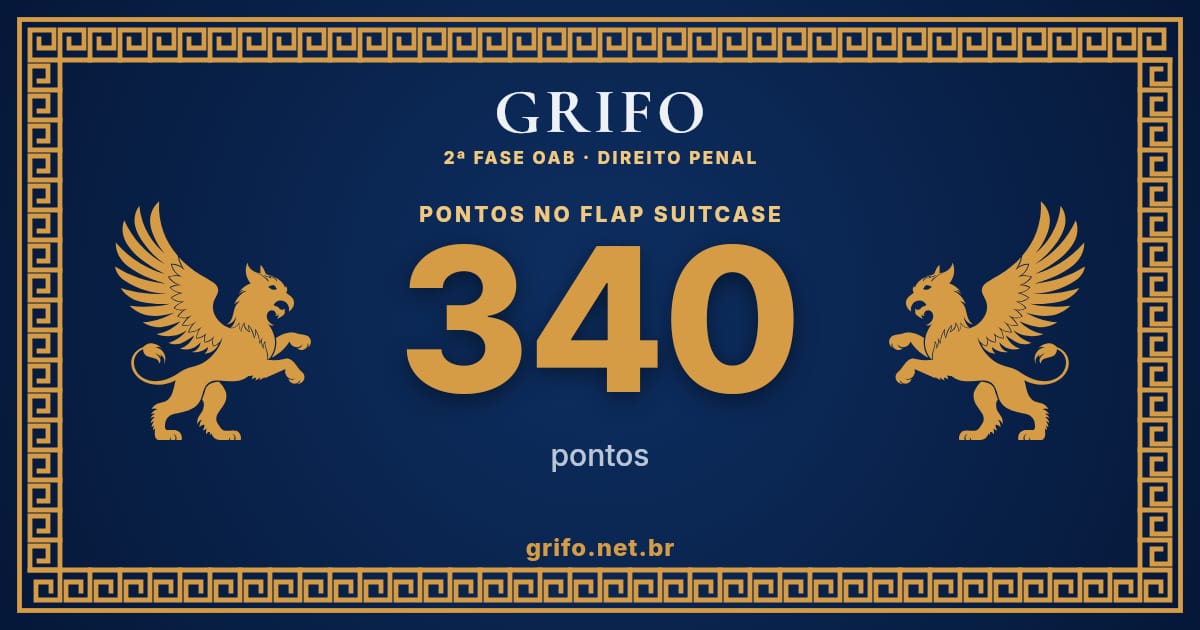 GRIFO
2ª FASE OAB · DIREITO PENAL
PONTOS NO FLAP SUITCASE
340
pontos
grifo.net.br